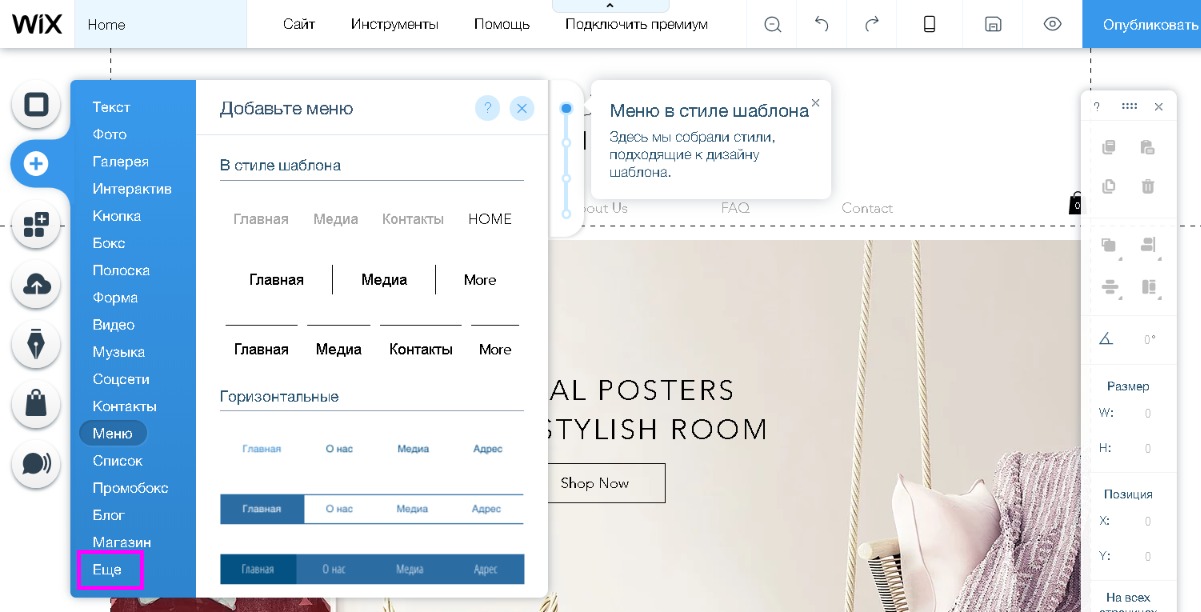 WiX
Home
Сайт
Инструменты
Помощь
Подключить премиум
Опубликовать
Текст
Фото
Галерея
Интерактив
Кнопка
Бокс
Полоска
Форма
Видео
Музыка
Соцсети
Контакты
Меню
Список
Промобокс
Блог
Магазин
Еще
Добавьте меню
?
В стиле шаблона
Главная Медиа Контакты HOME
Главная Медиа More
Главная Медиа Контакты More
Горизонтальные
Главная О нас Медиа Адрес
Главная О нас Медиа Адрес
Главная О нас Медиа Адрес
Меню в стиле шаблона
Здесь мы собрали стили,
подходящие к дизайну
шаблона.
out Us
FAQ
Contact
0
AL POSTERS
STYLISH ROOM
Shop Now
?
0°
Размер
W: 0
H: 0
Позиция
X: 0
Y: 0
На всех
страницах